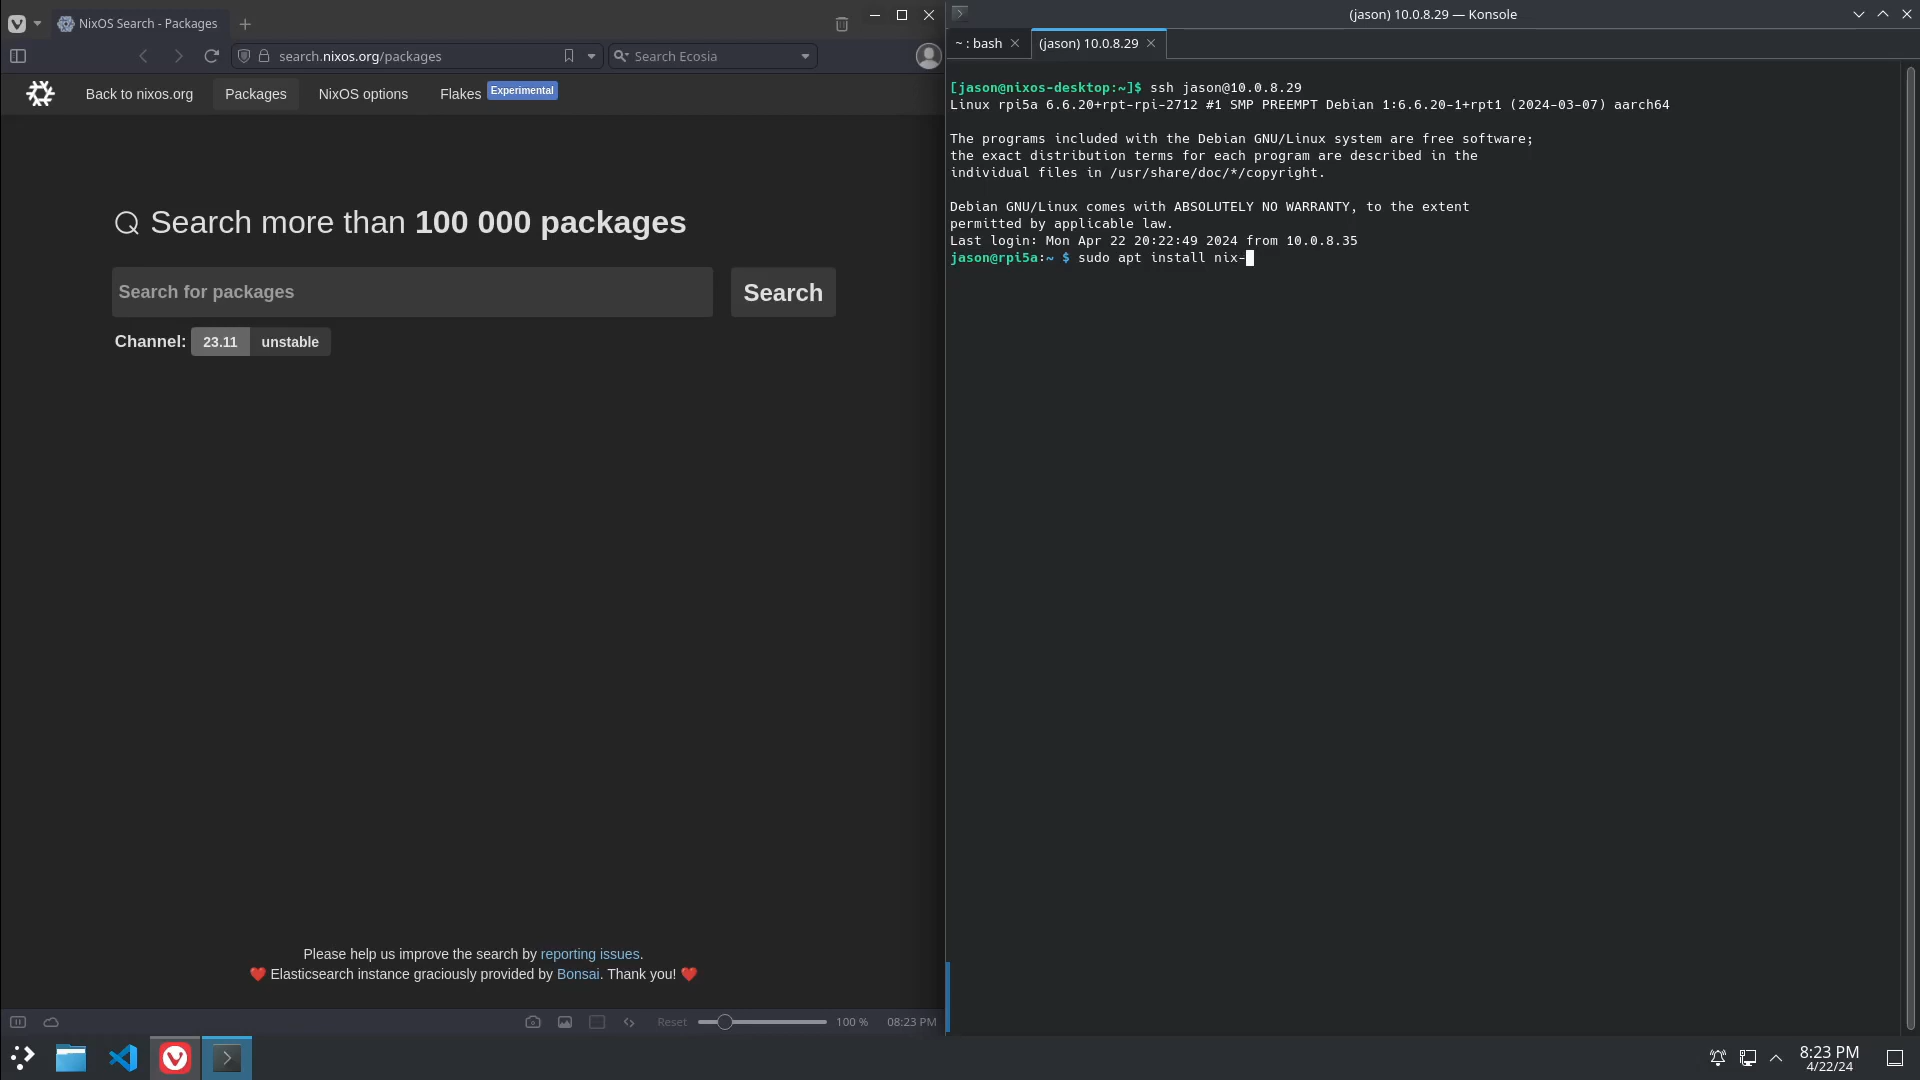 NixOS Search - Packages
search.nixos.org/packages
Search Ecosia
Back to nixos.org
Packages
NixOS options
Flakes
Experimental
Search more than 100 000 packages
Search for packages
Search
Channel:
23.11
unstable
Please help us improve the search by reporting issues.
❤️ Elasticsearch instance graciously provided by Bonsai. Thank you! ❤️
Reset
100 %
08:23 PM
(jason) 10.0.8.29 — Konsole
~ : bash
(jason) 10.0.8.29
[jason@nixos-desktop:~]$ ssh jason@10.0.8.29
Linux rpi5a 6.6.20+rpt-rpi-2712 #1 SMP PREEMPT Debian 1:6.6.20-1+rpt1 (2024-03-07) aarch64
The programs included with the Debian GNU/Linux system are free software;
the exact distribution terms for each program are described in the
individual files in /usr/share/doc/*/copyright.
Debian GNU/Linux comes with ABSOLUTELY NO WARRANTY, to the extent
permitted by applicable law.
Last login: Mon Apr 22 20:22:49 2024 from 10.0.8.35
jason@rpi5a:~ $ sudo apt install nix-
8:23 PM
4/22/24